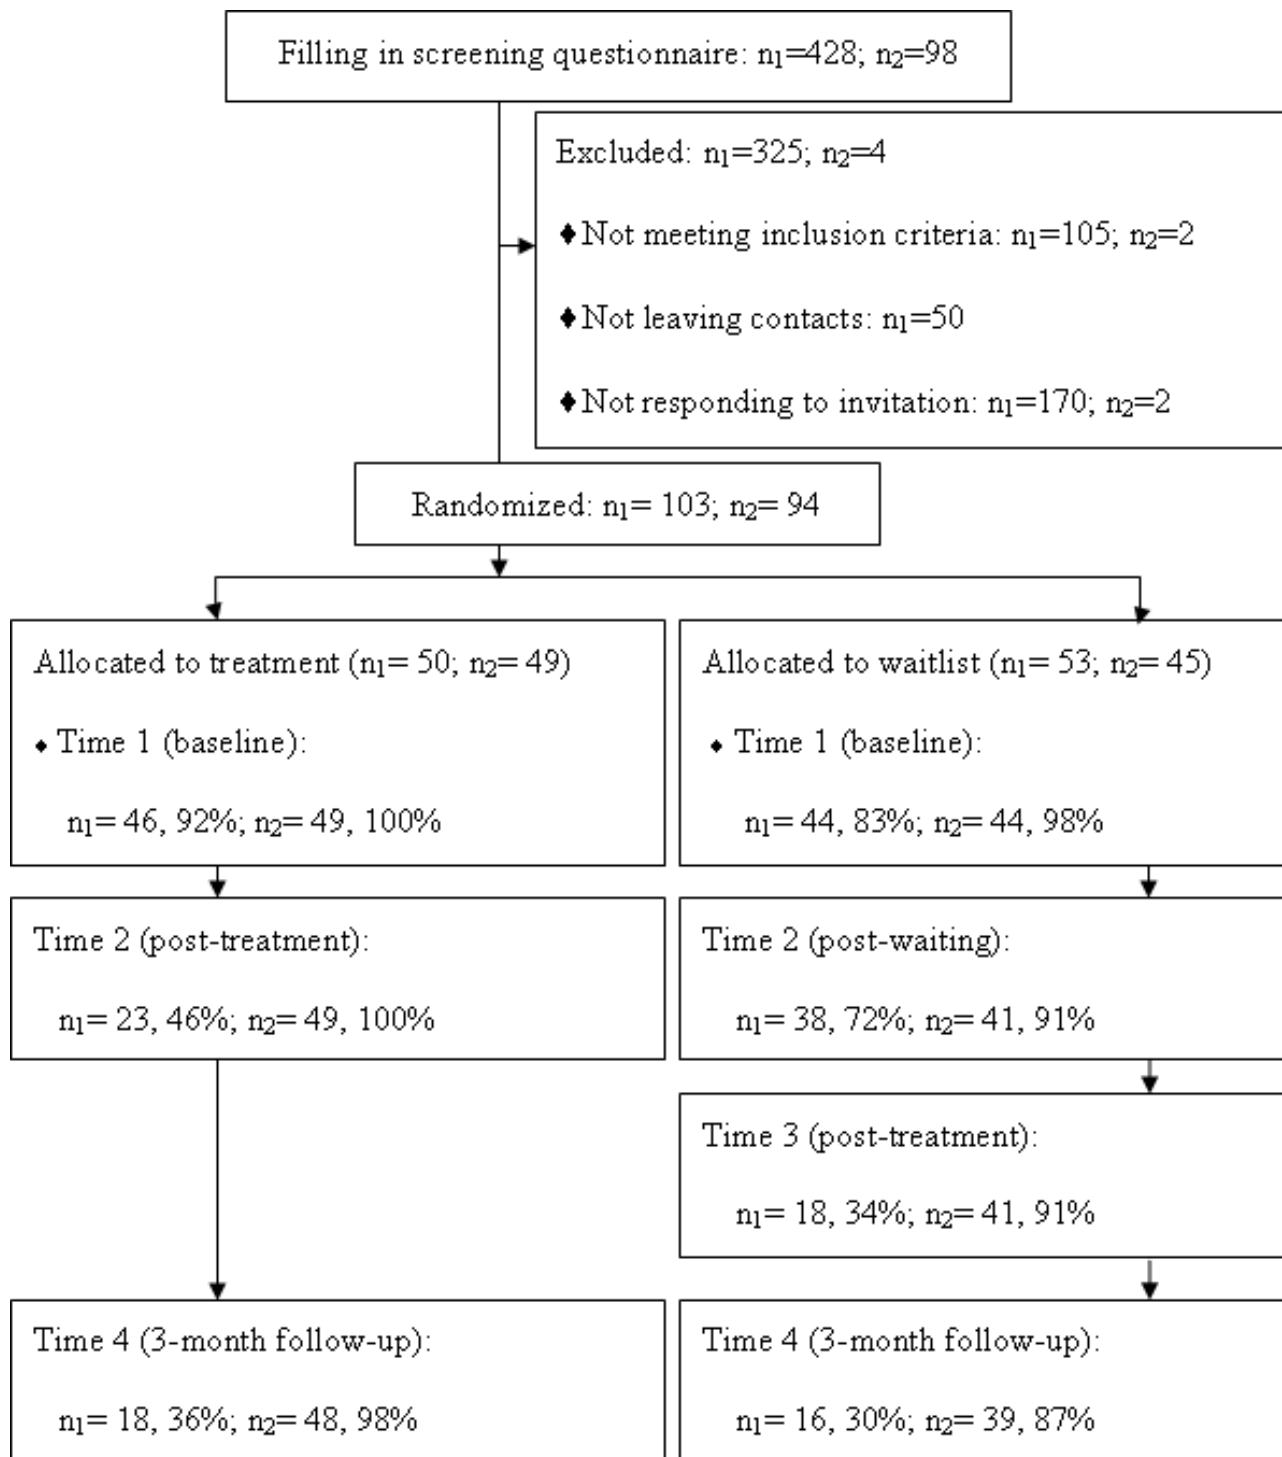 Filling in screening questionnaire: n₁=428; n₂=98
Excluded: n₁=325; n₂=4
♦Not meeting inclusion criteria: n₁=105; n₂=2
♦Not leaving contacts: n₁=50
♦Not responding to invitation: n₁=170; n₂=2
Randomized: n₁= 103; n₂= 94
Allocated to treatment (n₁= 50; n₂= 49)
♦ Time 1 (baseline):
n₁= 46, 92%; n₂= 49, 100%
Allocated to waitlist (n₁= 53; n₂= 45)
♦ Time 1 (baseline):
n₁= 44, 83%; n₂= 44, 98%
Time 2 (post-treatment):
n₁= 23, 46%; n₂= 49, 100%
Time 2 (post-waiting):
n₁= 38, 72%; n₂= 41, 91%
Time 3 (post-treatment):
n₁= 18, 34%; n₂= 41, 91%
Time 4 (3-month follow-up):
n₁= 18, 36%; n₂= 48, 98%
Time 4 (3-month follow-up):
n₁= 16, 30%; n₂= 39, 87%